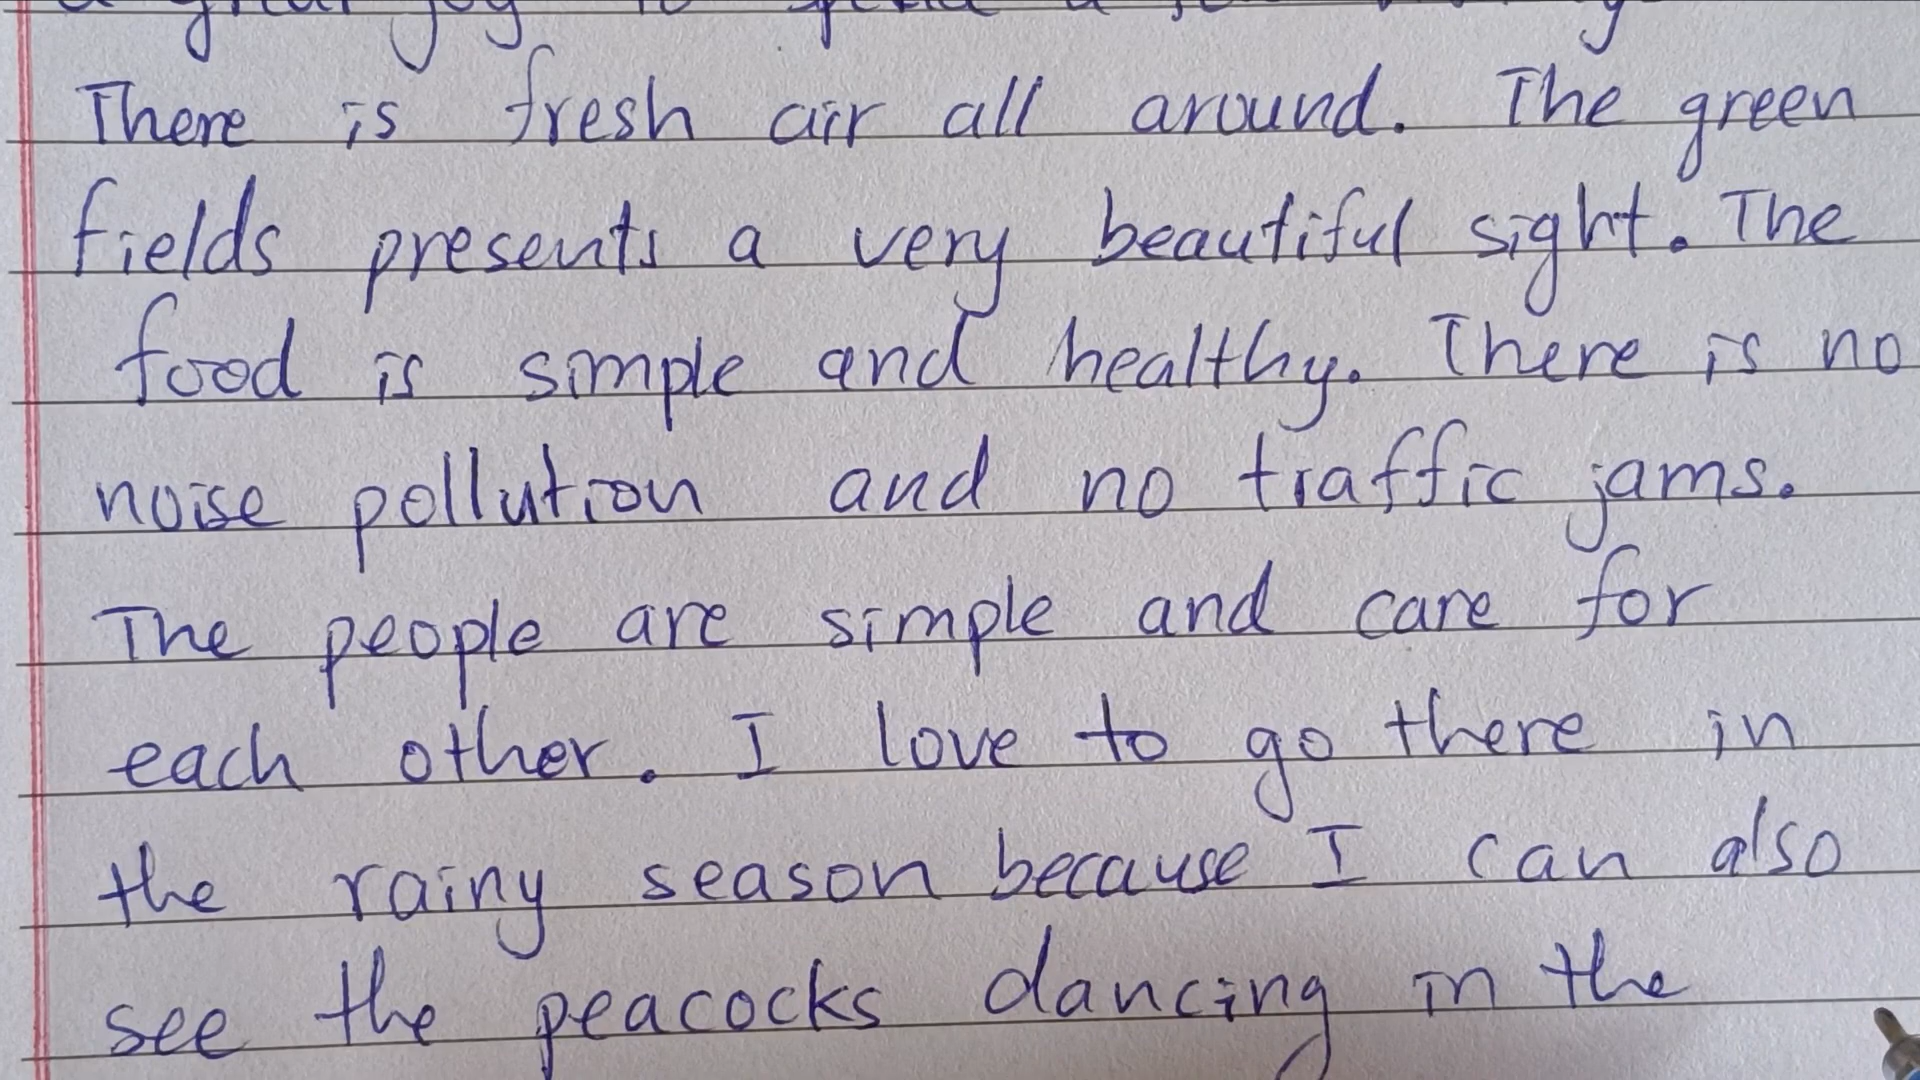 There is fresh air all around. The green
fields presents a very beautiful sight. The
food is simple and healthy. There is no
noise pollution and no traffic jams.
The people are simple and care for
each other. I love to go there in
the rainy season because I can also
see the peacocks dancing in the